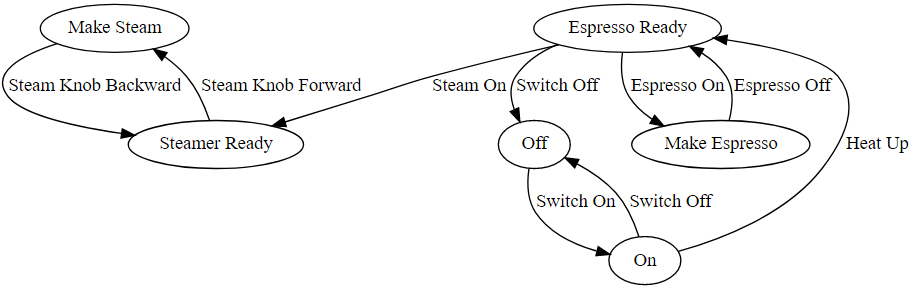 Make Steam
Espresso Ready
Steam Knob Backward
Steam Knob Forward
Steam On
Switch Off
Espresso On
Espresso Off
Steamer Ready
Off
Make Espresso
Heat Up
Switch On
Switch Off
On